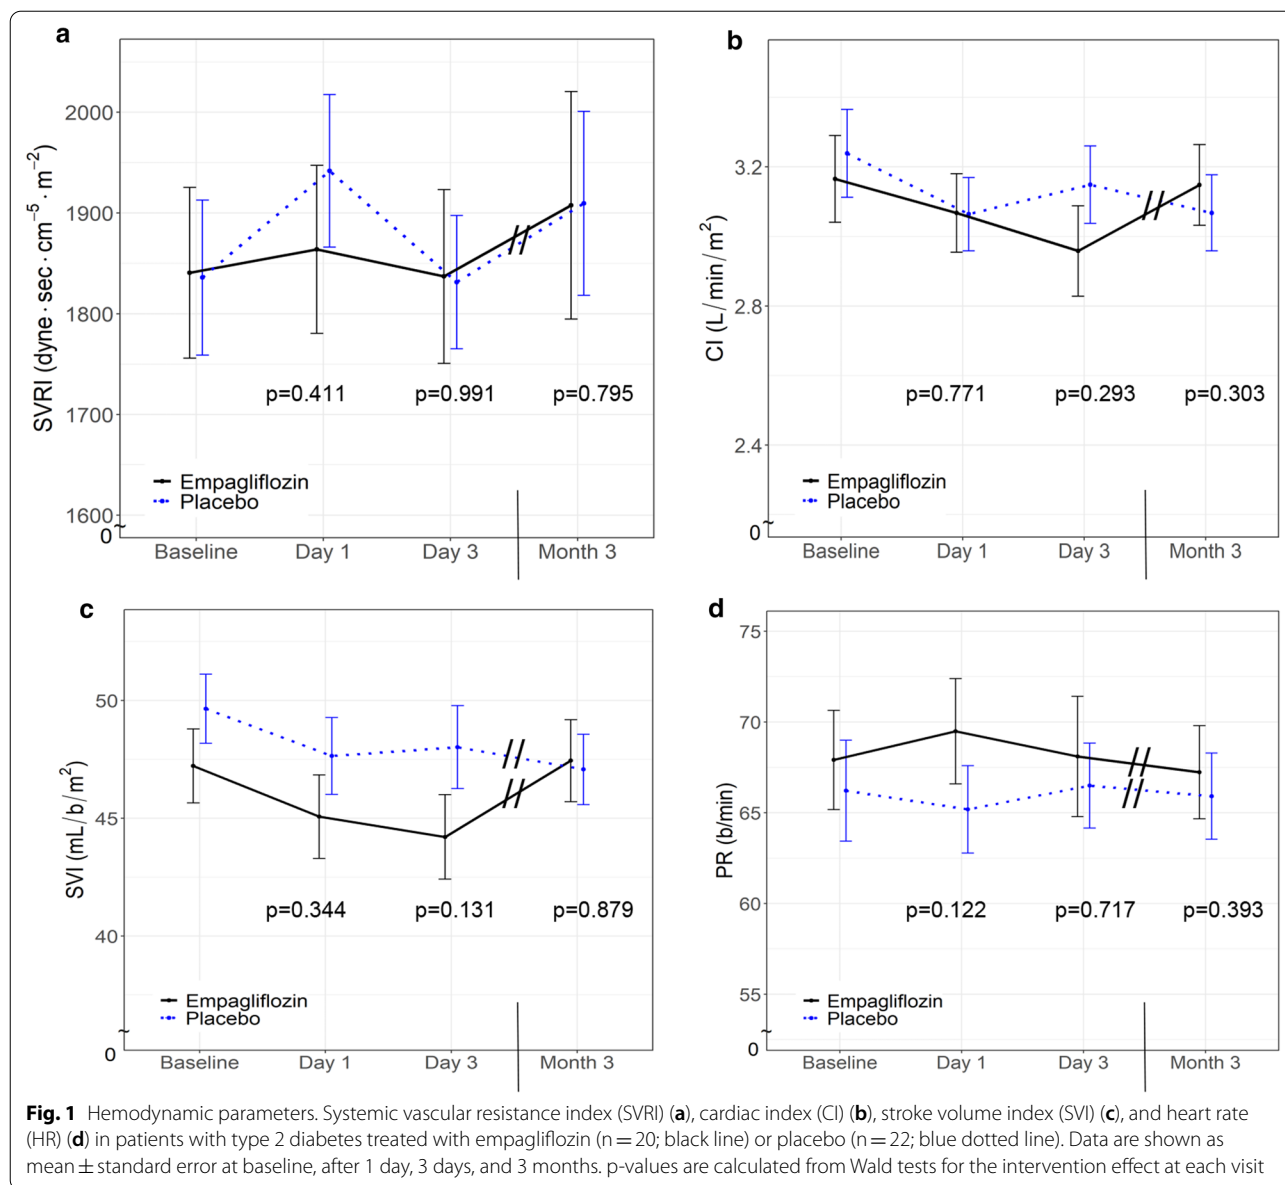 a
2000
1900
1800
1700
1600
0
~
SVRI (dyne · sec · cm⁻⁵ · m⁻²)
p=0.411 p=0.991 p=0.795
Empagliflozin
Placebo
Baseline Day 1 Day 3 Month 3
b
3.2
2.8
2.4
0
~
CI (L/min/m²)
p=0.771 p=0.293 p=0.303
Empagliflozin
Placebo
Baseline Day 1 Day 3 Month 3
c
50
45
40
0
~
SVI (mL/b/m²)
p=0.344 p=0.131 p=0.879
Empagliflozin
Placebo
Baseline Day 1 Day 3 Month 3
d
75
70
65
60
55
0
~
PR (b/min)
p=0.122 p=0.717 p=0.393
Empagliflozin
Placebo
Baseline Day 1 Day 3 Month 3
Fig. 1 Hemodynamic parameters. Systemic vascular resistance index (SVRI) (a), cardiac index (CI) (b), stroke volume index (SVI) (c), and heart rate
(HR) (d) in patients with type 2 diabetes treated with empagliflozin (n = 20; black line) or placebo (n = 22; blue dotted line). Data are shown as
mean ± standard error at baseline, after 1 day, 3 days, and 3 months. p-values are calculated from Wald tests for the intervention effect at each visit